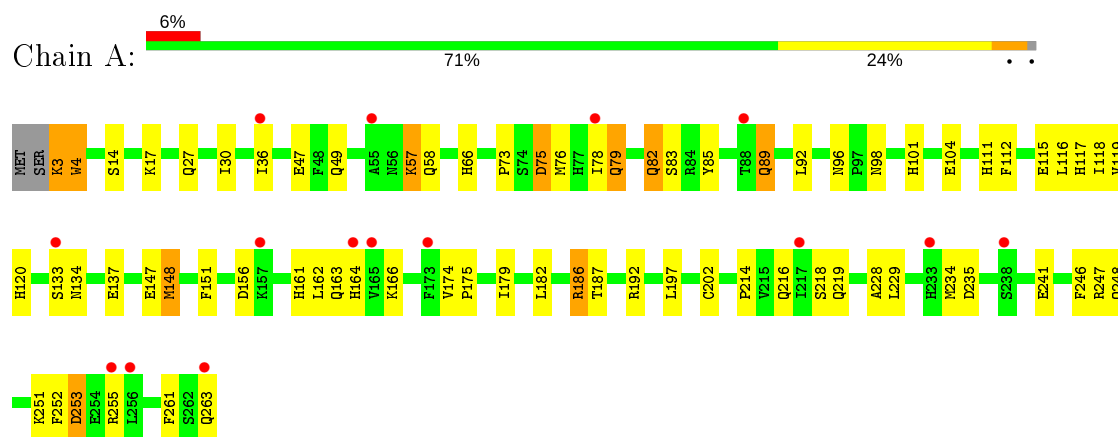 6%
Chain A:
71% 24% • •
MET SER K3 W4 S14 K17 Q27 I30 I36 E47 F48 Q49 A55 N56 K57 Q58 H66 P73 S74 D75 M76 H77 I78 Q79 Q82 S83 R84 Y85 T88 Q89 L92 N96 P97 N98 H101 E104 H111 F112 E115 L116 H117 I118
H120 S133 N134 E137 E147 M148 F151 D156 K157 H161 L162 Q163 H164 V165 K166 F173 V174 P175 I179 L182 R186 T187 R192 L197 C202 P214 V215 Q216 I217 S218 Q219 A228 L229 H233 M234 D235 S238 E241 F246 R247
K251 F252 D253 E254 R255 L256 F261 S262 Q263